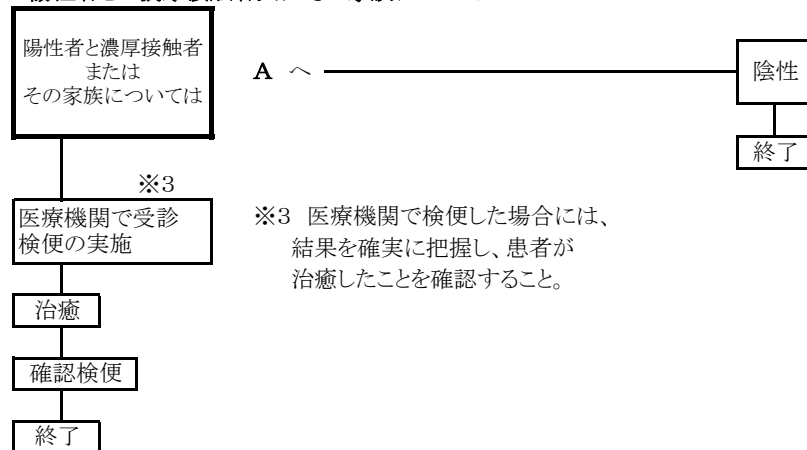 陽性者と濃厚接触者
または
その家族については
A へ
陰性
終了
※3
医療機関で受診
検便の実施
※3 医療機関で検便した場合には、
結果を確実に把握し、患者が
治癒したことを確認すること。
治癒
確認検便
終了